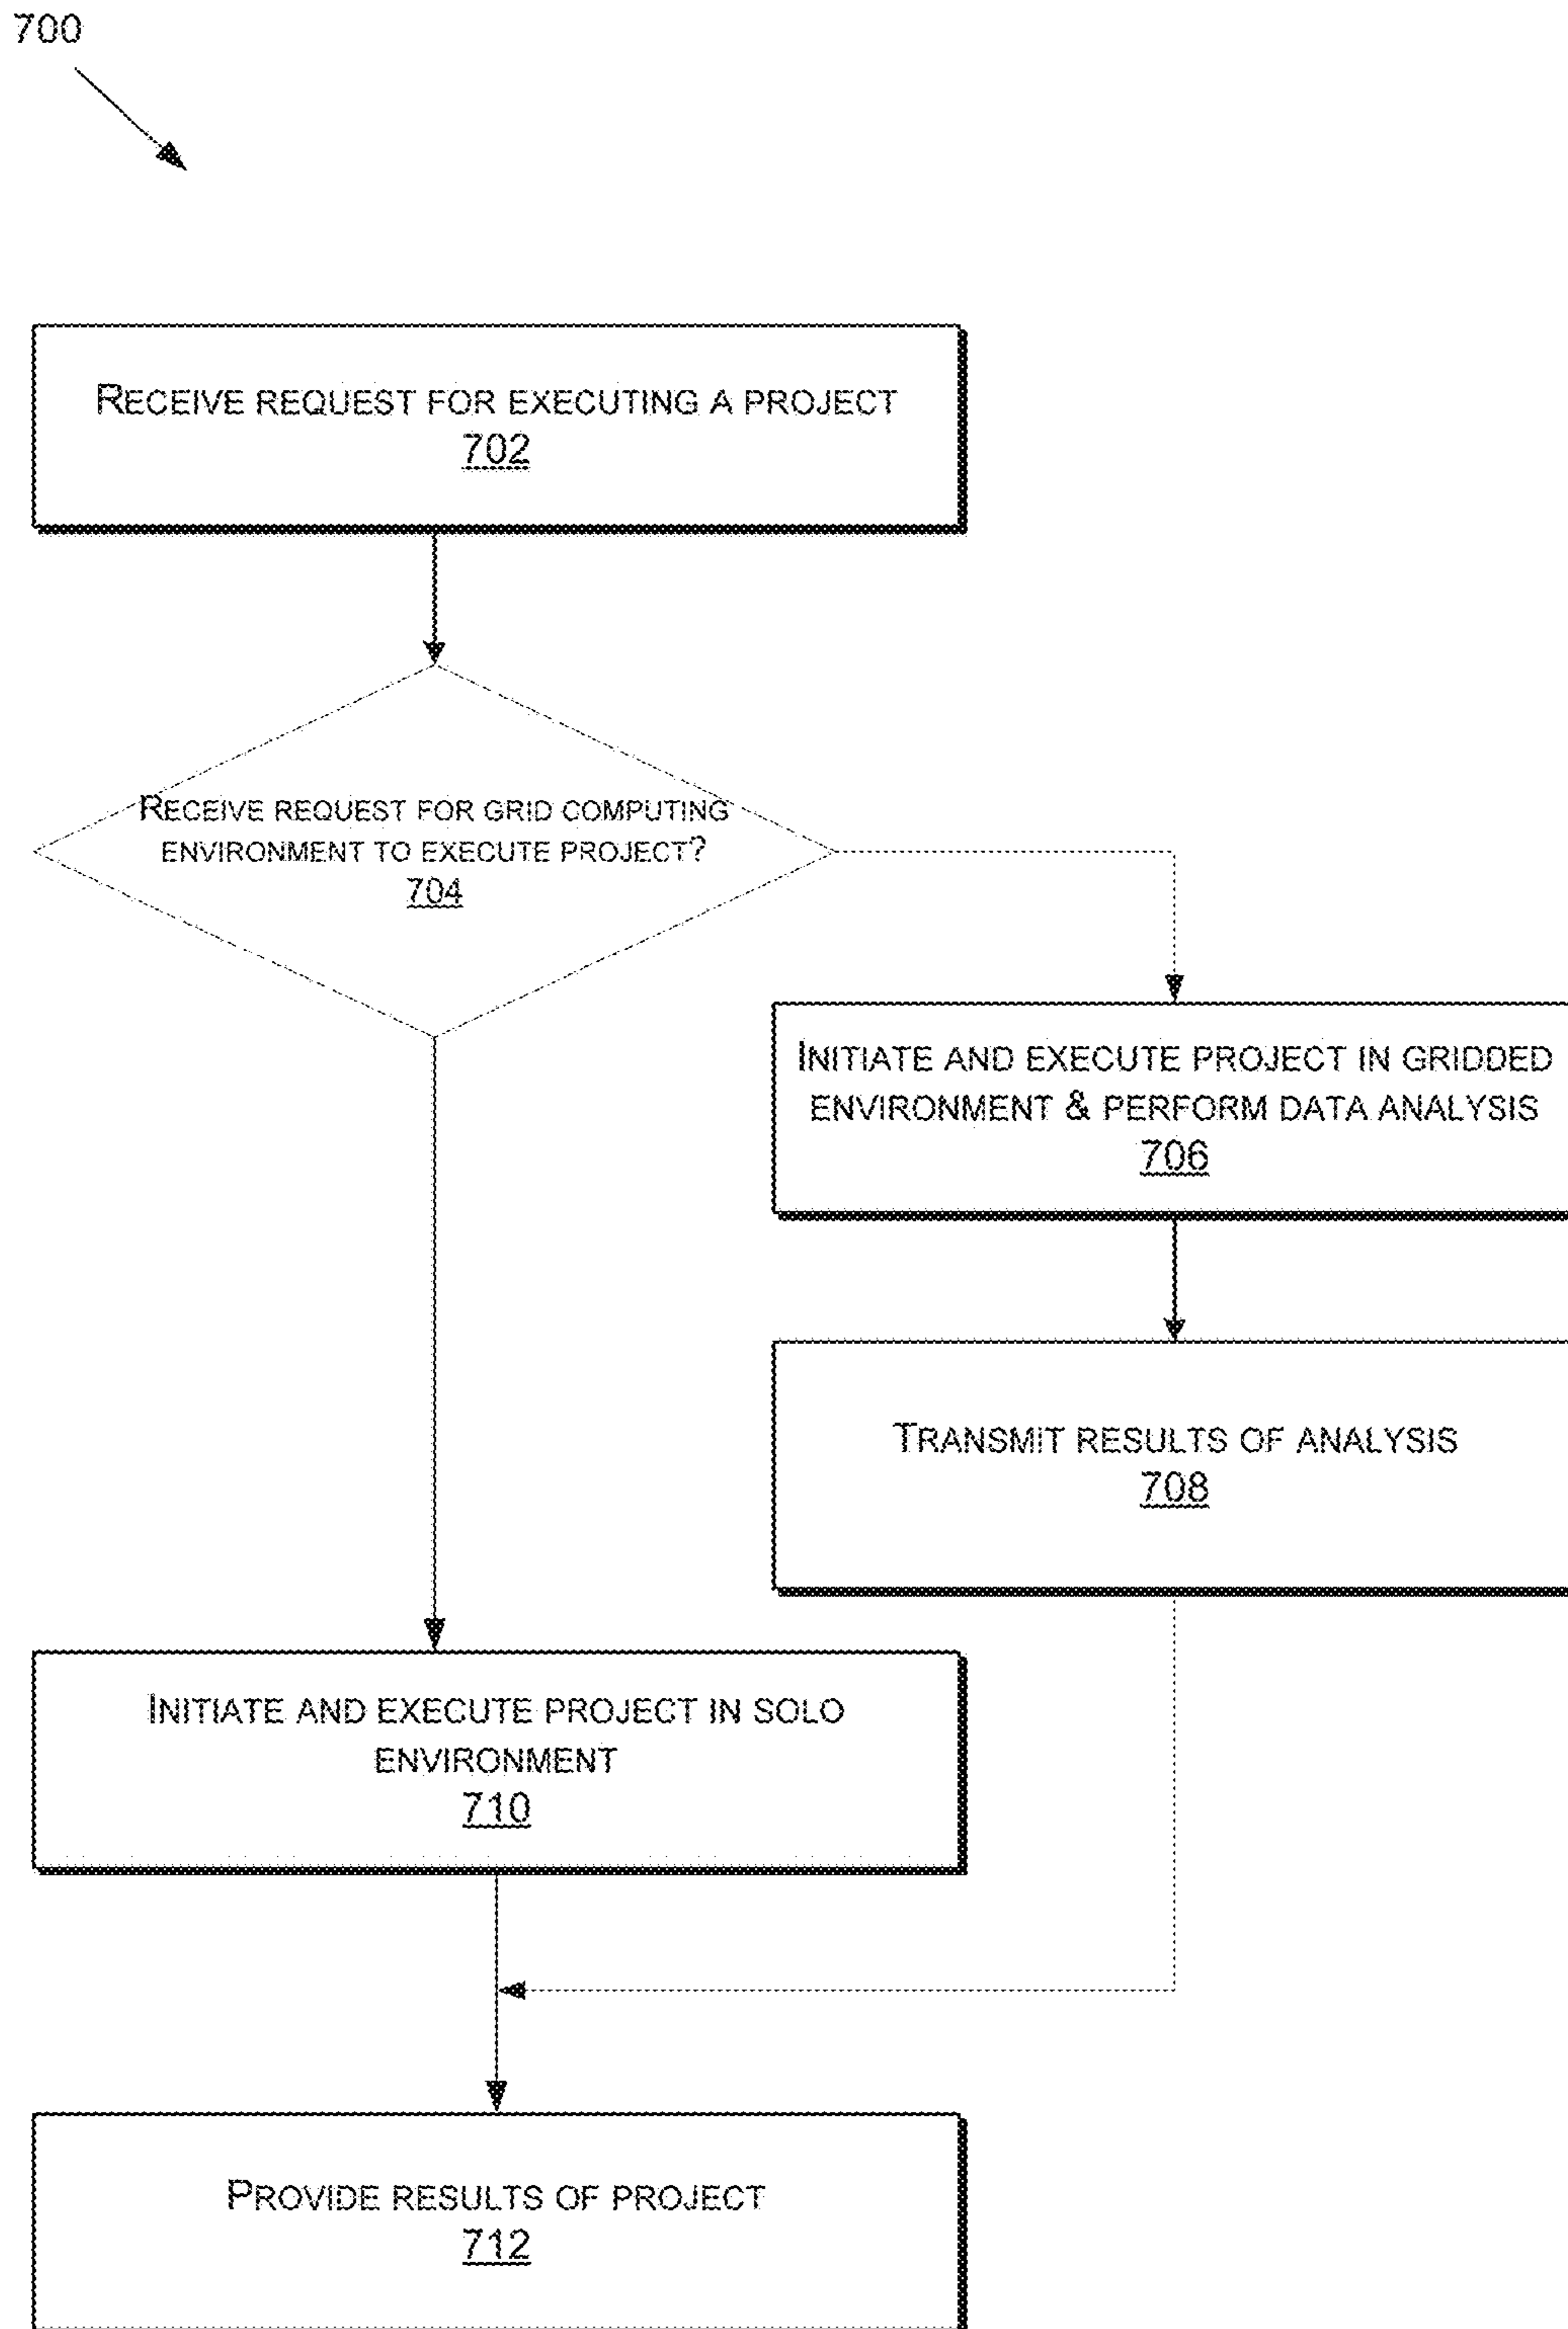 700
RECEIVE REQUEST FOR EXECUTING A PROJECT
702
RECEIVE REQUEST FOR GRID COMPUTING
ENVIRONMENT TO EXECUTE PROJECT?
704
INITIATE AND EXECUTE PROJECT IN GRIDDED
ENVIRONMENT & PERFORM DATA ANALYSIS
706
TRANSMIT RESULTS OF ANALYSIS
708
INITIATE AND EXECUTE PROJECT IN SOLO
ENVIRONMENT
710
PROVIDE RESULTS OF PROJECT
712